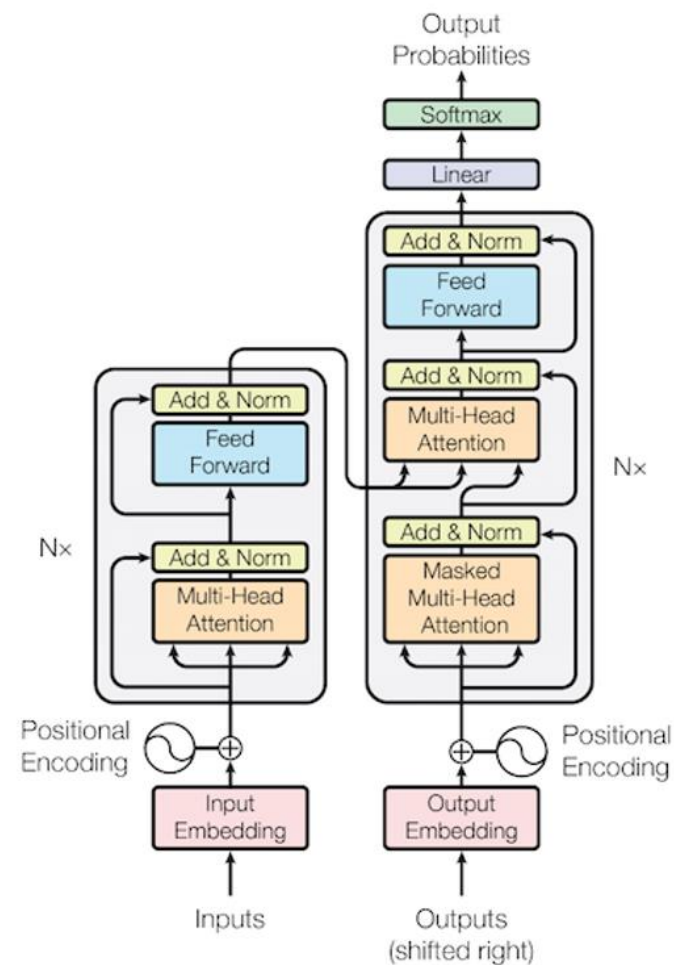 Output
Probabilities
Softmax
Linear
Add & Norm
Feed
Forward
Add & Norm
Multi-Head
Attention
Nx
Add & Norm
Masked
Multi-Head
Attention
Add & Norm
Feed
Forward
Nx
Add & Norm
Multi-Head
Attention
Positional
Encoding
Positional
Encoding
Input
Embedding
Output
Embedding
Inputs
Outputs
(shifted right)